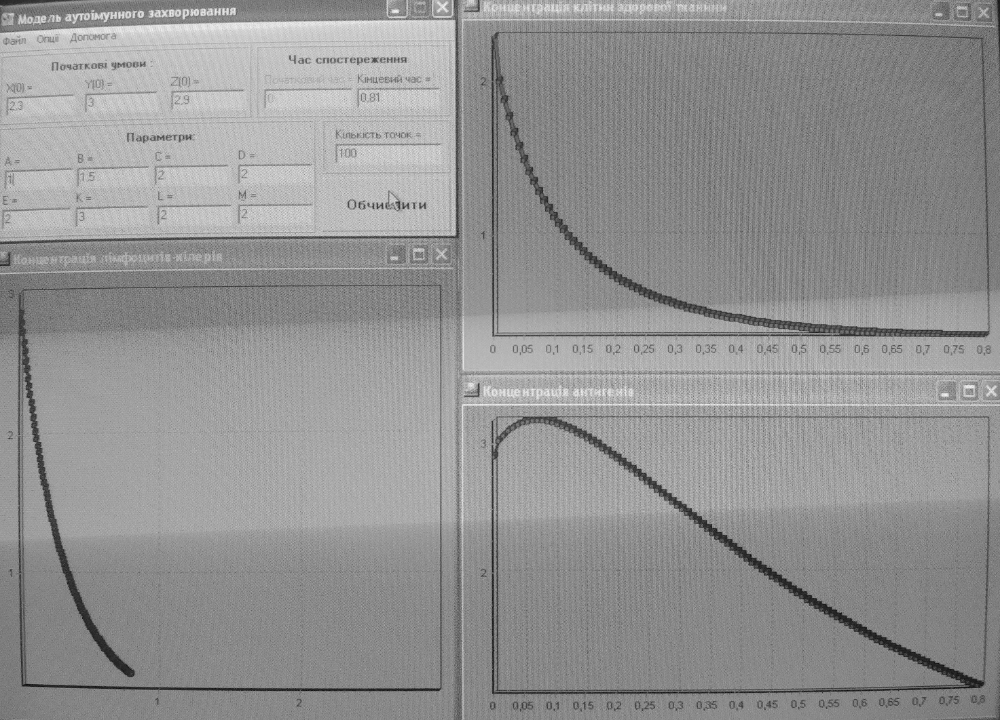 Модель аутоімунного захворювання
Файл Опції Допомога
Початкові умови :
X(0) = Y(0) = Z(0) =
2,3 3 2,9
Час спостереження
Початковий час = Кінцевий час =
0 0,81
Параметри:
A = B = C = D =
1 1,5 2 2
E = K = L = M =
2 3 2 2
Кількість точок =
100
Обчислити
Концентрація клітин здорової тканини
2
1
0 0,05 0,1 0,15 0,2 0,25 0,3 0,35 0,4 0,45 0,5 0,55 0,6 0,65 0,7 0,75 0,8
Концентрація лімфоцитів-кілерів
3
2
1
1 2
Концентрація антигенів
3
2
0 0,05 0,1 0,15 0,2 0,25 0,3 0,35 0,4 0,45 0,5 0,55 0,6 0,65 0,7 0,75 0,8